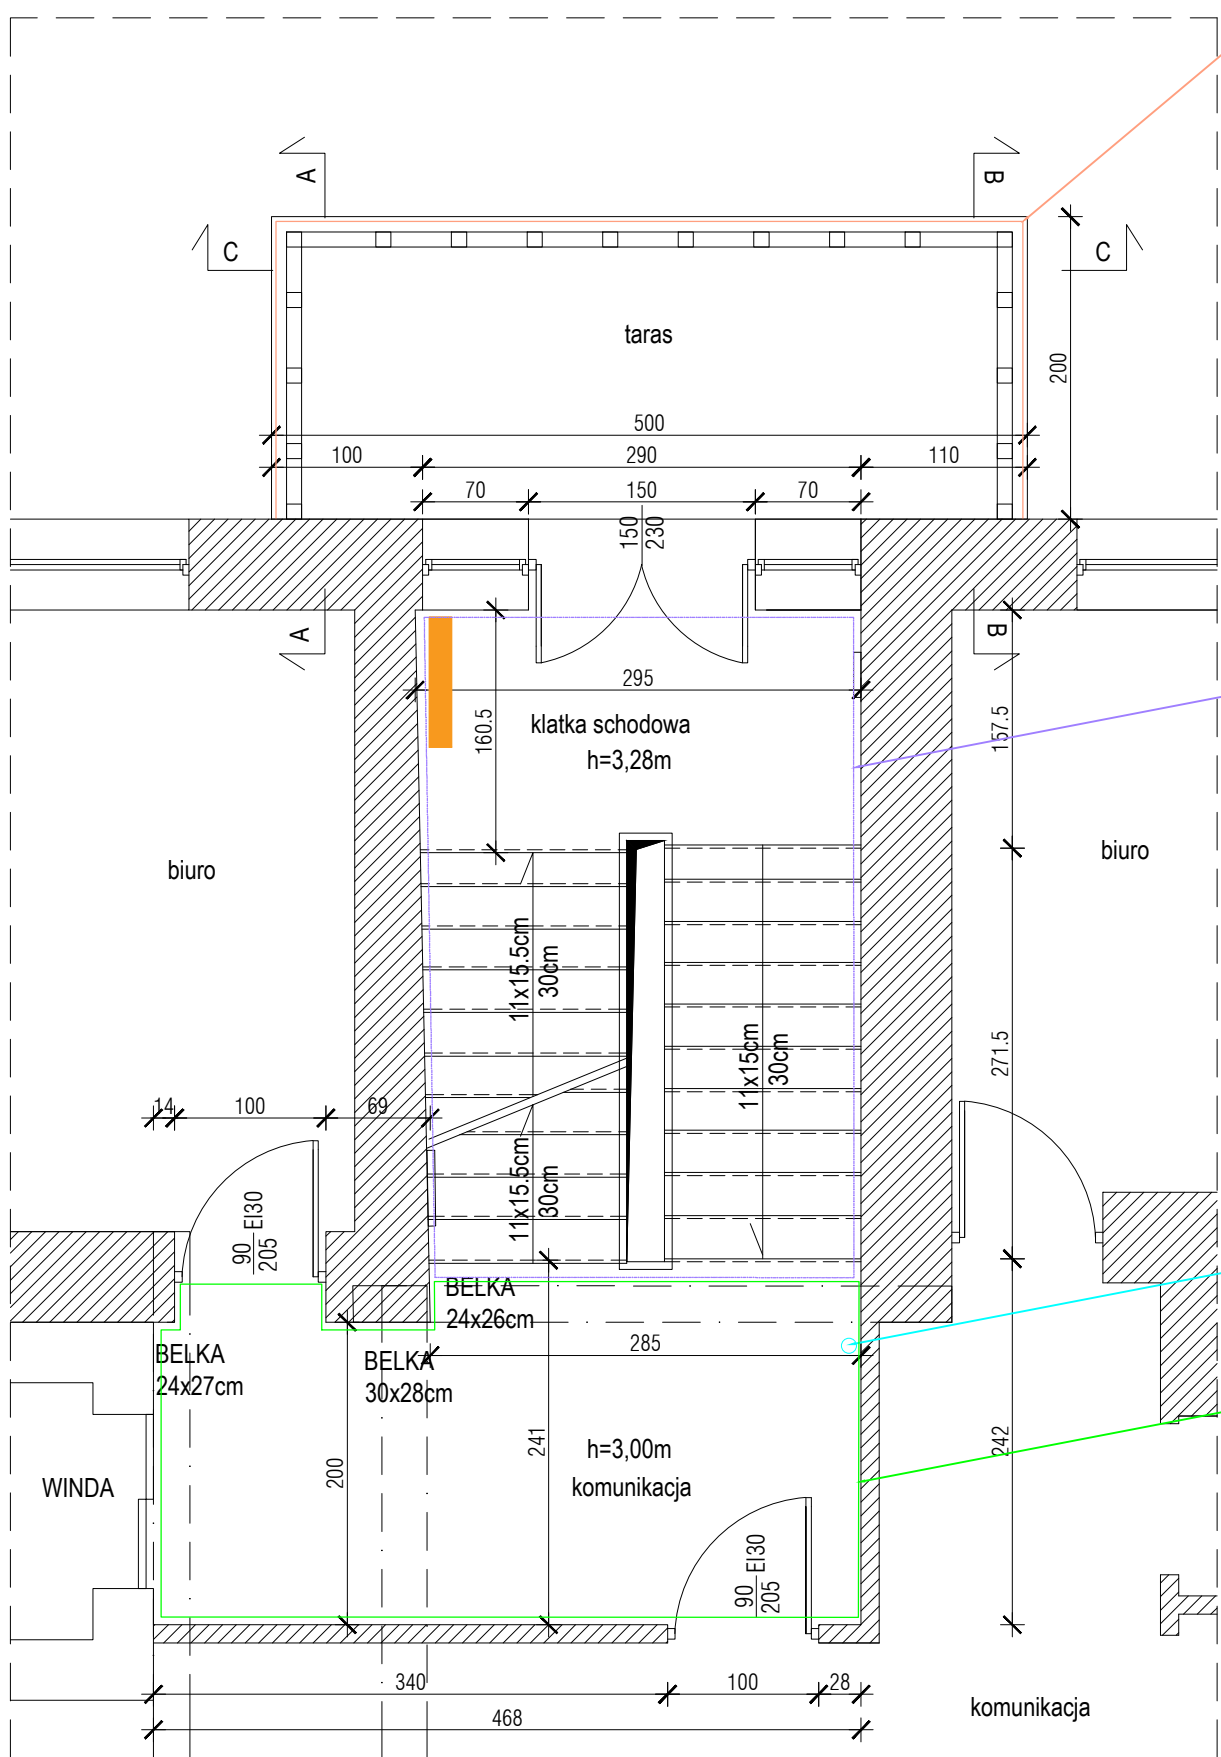 A
B
C
C
taras
200
500
100
290
110
70
150
70
150
230
A
B
295
160.5
klatka schodowa
h=3,28m
157.5
biuro
biuro
11x15.5cm
30cm
11x15cm
30cm
271.5
14
100
69
11x15.5cm
30cm
90
205
EI30
BELKA
24x26cm
285
BELKA
24x27cm
BELKA
30x28cm
241
242
200
h=3,00m
komunikacja
WINDA
90
205
EI30
340
100
28
468
komunikacja